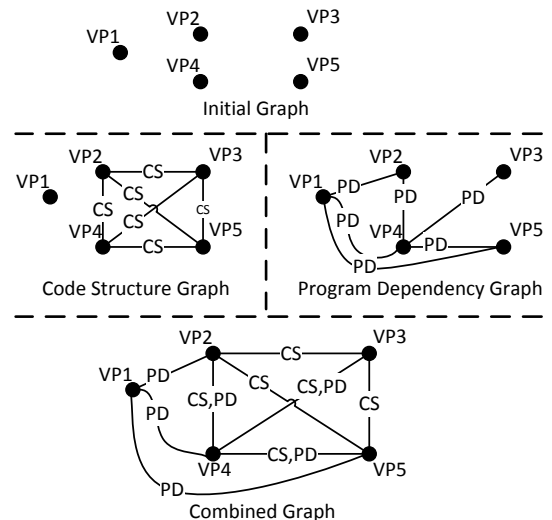 VP2 VP3
VP1
VP4 VP5
Initial Graph
VP2 VP3
CS
VP1
CS
CS CS CS
VP4 VP5
CS
Code Structure Graph
VP2 VP3
VP1
PD
PD PD PD
VP4 VP5
PD
PD
Program Dependency Graph
VP2 VP3
CS
VP1 PD
CS
CS,PD CS,PD CS
PD
VP4 CS,PD VP5
PD
Combined Graph